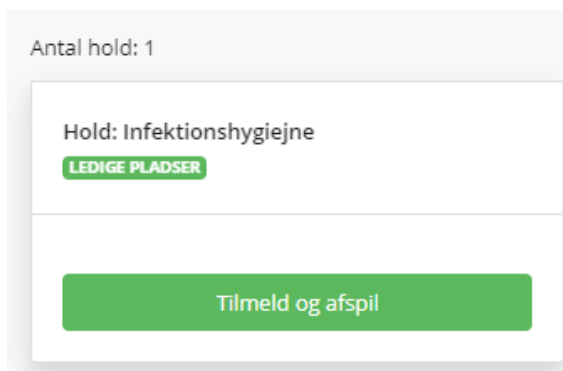 Antal hold: 1
Hold: Infektionshygiejne
LEDIGE PLADSER
Tilmeld og afspil